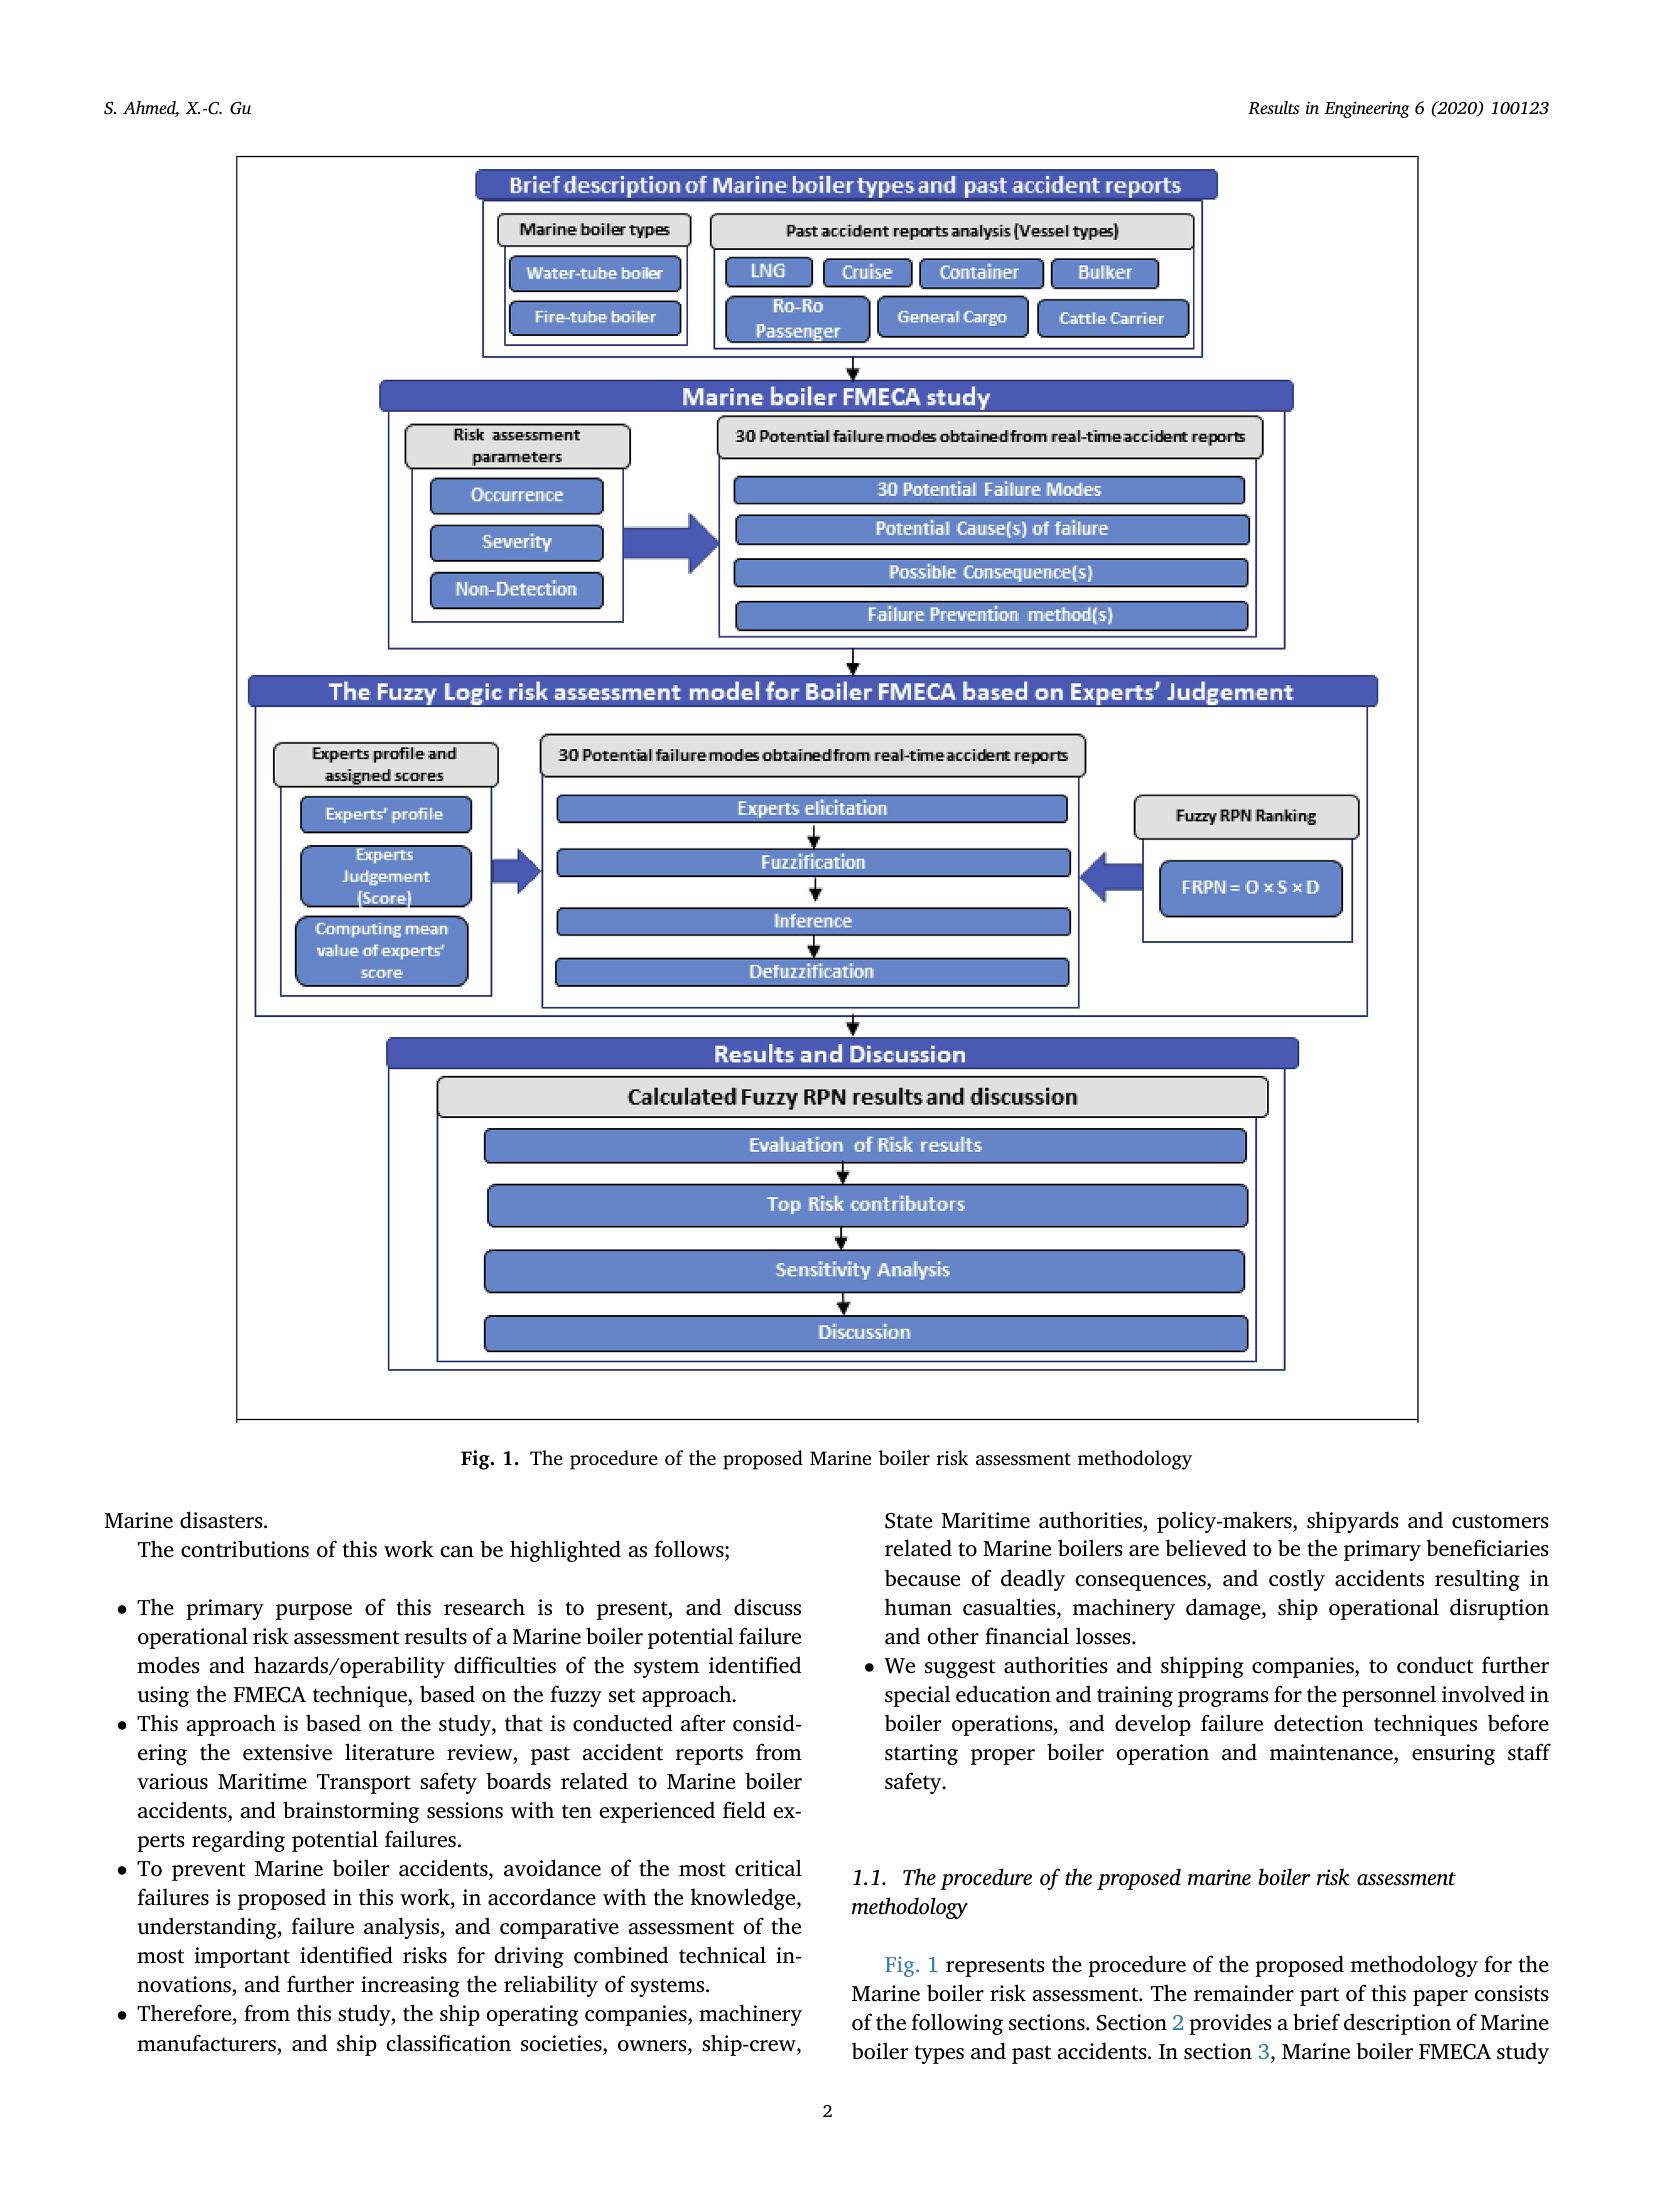 S. Ahmed, X.-C. Gu
Results in Engineering 6 (2020) 100123
Brief description of Marine boiler types and past accident reports
Marine boiler types
Water-tube boiler
Fire-tube boiler
Past accident reports analysis (Vessel types)
LNG
Cruise
Container
Bulker
Ro-Ro
Passenger
General Cargo
Cattle Carrier
Marine boiler FMECA study
Risk assessment
parameters
Occurrence
Severity
Non-Detection
30 Potential failure modes obtained from real-time accident reports
30 Potential Failure Modes
Potential Cause(s) of failure
Possible Consequence(s)
Failure Prevention method(s)
The Fuzzy Logic risk assessment model for Boiler FMECA based on Experts' Judgement
Experts profile and
assigned scores
Experts' profile
Experts
Judgement
(Score)
Computing mean
value of experts'
score
30 Potential failure modes obtained from real-time accident reports
Experts elicitation
Fuzzification
Inference
Defuzzification
Fuzzy RPN Ranking
FRPN = O × S × D
Results and Discussion
Calculated Fuzzy RPN results and discussion
Evaluation of Risk results
Top Risk contributors
Sensitivity Analysis
Discussion
Fig. 1. The procedure of the proposed Marine boiler risk assessment methodology
Marine disasters.
The contributions of this work can be highlighted as follows;
• The primary purpose of this research is to present, and discuss
operational risk assessment results of a Marine boiler potential failure
modes and hazards/operability difficulties of the system identified
using the FMECA technique, based on the fuzzy set approach.
• This approach is based on the study, that is conducted after consid-
ering the extensive literature review, past accident reports from
various Maritime Transport safety boards related to Marine boiler
accidents, and brainstorming sessions with ten experienced field ex-
perts regarding potential failures.
• To prevent Marine boiler accidents, avoidance of the most critical
failures is proposed in this work, in accordance with the knowledge,
understanding, failure analysis, and comparative assessment of the
most important identified risks for driving combined technical in-
novations, and further increasing the reliability of systems.
• Therefore, from this study, the ship operating companies, machinery
manufacturers, and ship classification societies, owners, ship-crew,
State Maritime authorities, policy-makers, shipyards and customers
related to Marine boilers are believed to be the primary beneficiaries
because of deadly consequences, and costly accidents resulting in
human casualties, machinery damage, ship operational disruption
and other financial losses.
• We suggest authorities and shipping companies, to conduct further
special education and training programs for the personnel involved in
boiler operations, and develop failure detection techniques before
starting proper boiler operation and maintenance, ensuring staff
safety.
1.1. The procedure of the proposed marine boiler risk assessment
methodology
Fig. 1 represents the procedure of the proposed methodology for the
Marine boiler risk assessment. The remainder part of this paper consists
of the following sections. Section 2 provides a brief description of Marine
boiler types and past accidents. In section 3, Marine boiler FMECA study
2